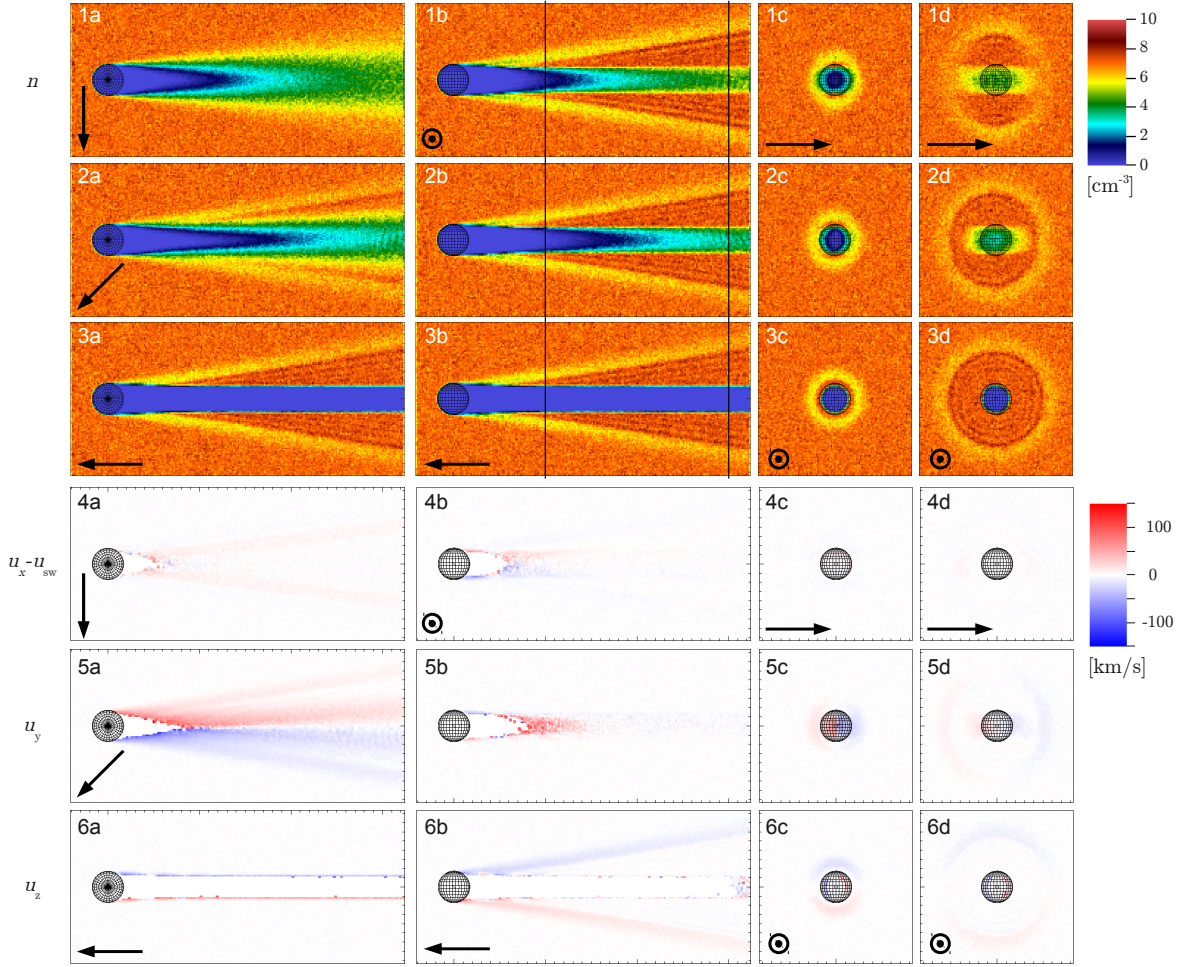 1a 1b 1c 1d
n
10
8
6
4
2
0
[cm⁻³]
2a 2b 2c 2d
3a 3b 3c 3d
4a 4b 4c 4d
uₓ-u_sw
100
0
-100
[km/s]
5a 5b 5c 5d
u_y
6a 6b 6c 6d
u_z